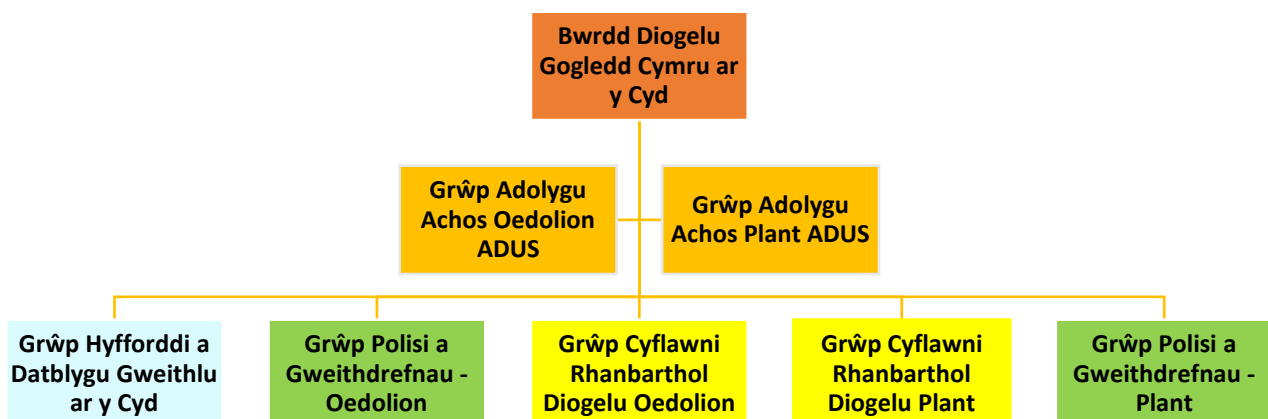 Bwrdd Diogelu
Gogledd Cymru ar
y Cyd
Grŵp Adolygu
Achos Oedolion
ADUS
Grŵp Adolygu
Achos Plant ADUS
Grŵp Hyfforddi a
Datblygu Gweithlu
ar y Cyd
Grŵp Polisi a
Gweithdrefnau -
Oedolion
Grŵp Cyflawni
Rhanbarthol
Diogelu Oedolion
Grŵp Cyflawni
Rhanbarthol
Diogelu Plant
Grŵp Polisi a
Gweithdrefnau -
Plant